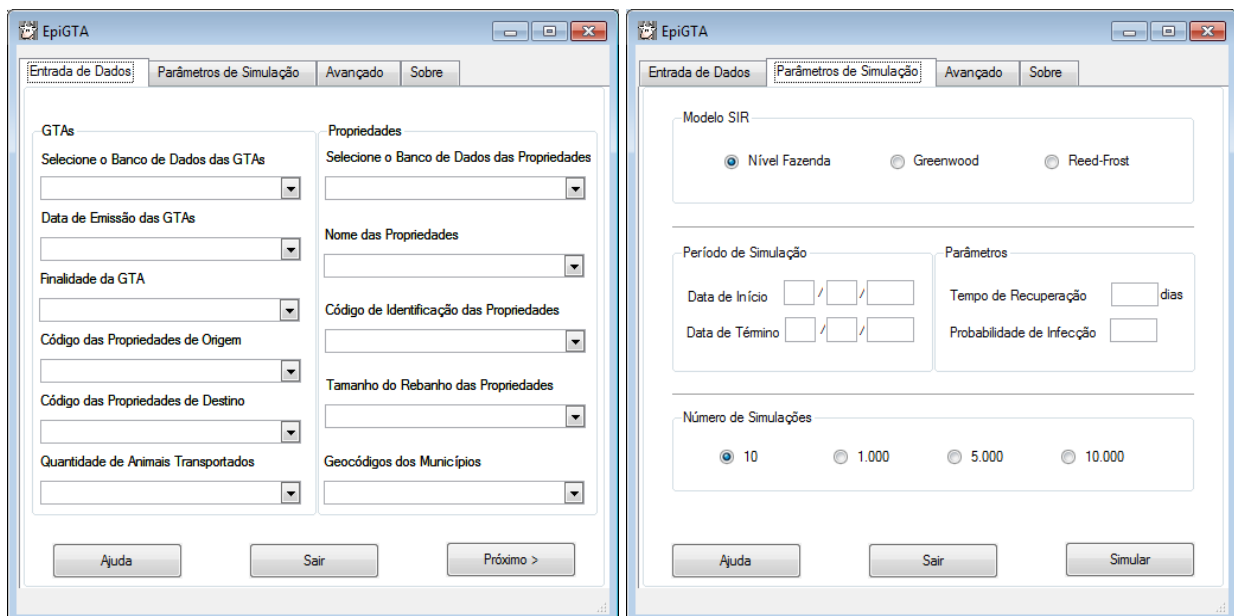 EpiGTA
Entrada de Dados Parâmetros de Simulação Avançado Sobre
GTAs
Selecione o Banco de Dados das GTAs
Data de Emissão das GTAs
Finalidade da GTA
Código das Propriedades de Origem
Código das Propriedades de Destino
Quantidade de Animais Transportados
Propriedades
Selecione o Banco de Dados das Propriedades
Nome das Propriedades
Código de Identificação das Propriedades
Tamanho do Rebanho das Propriedades
Geocódigos dos Municípios
Ajuda Sair Próximo >
EpiGTA
Entrada de Dados Parâmetros de Simulação Avançado Sobre
Modelo SIR
Nível Fazenda Greenwood Reed-Frost
Período de Simulação
Data de Início / /
Data de Término / /
Parâmetros
Tempo de Recuperação dias
Probabilidade de Infecção
Número de Simulações
10 1.000 5.000 10.000
Ajuda Sair Simular